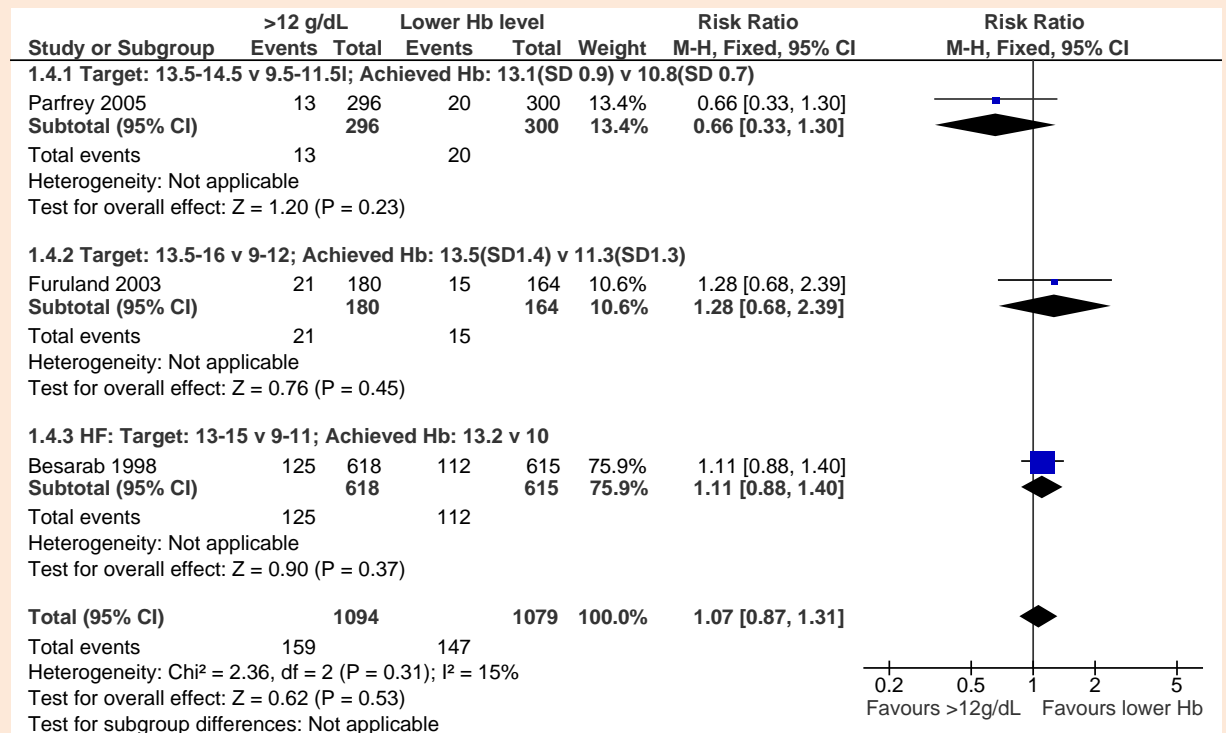 >12 g/dL Lower Hb level Risk Ratio Risk Ratio
Study or Subgroup Events Total Events Total Weight M-H, Fixed, 95% CI M-H, Fixed, 95% CI
1.4.1 Target: 13.5-14.5 v 9.5-11.5l; Achieved Hb: 13.1(SD 0.9) v 10.8(SD 0.7)
Parfrey 2005 13 296 20 300 13.4% 0.66 [0.33, 1.30]
Subtotal (95% CI) 296 300 13.4% 0.66 [0.33, 1.30]
Total events 13 20
Heterogeneity: Not applicable
Test for overall effect: Z = 1.20 (P = 0.23)
1.4.2 Target: 13.5-16 v 9-12; Achieved Hb: 13.5(SD1.4) v 11.3(SD1.3)
Furuland 2003 21 180 15 164 10.6% 1.28 [0.68, 2.39]
Subtotal (95% CI) 180 164 10.6% 1.28 [0.68, 2.39]
Total events 21 15
Heterogeneity: Not applicable
Test for overall effect: Z = 0.76 (P = 0.45)
1.4.3 HF: Target: 13-15 v 9-11; Achieved Hb: 13.2 v 10
Besarab 1998 125 618 112 615 75.9% 1.11 [0.88, 1.40]
Subtotal (95% CI) 618 615 75.9% 1.11 [0.88, 1.40]
Total events 125 112
Heterogeneity: Not applicable
Test for overall effect: Z = 0.90 (P = 0.37)
Total (95% CI) 1094 1079 100.0% 1.07 [0.87, 1.31]
Total events 159 147
Heterogeneity: Chi² = 2.36, df = 2 (P = 0.31); I² = 15%
Test for overall effect: Z = 0.62 (P = 0.53)
Test for subgroup differences: Not applicable
0.2 0.5 1 2 5
Favours >12g/dL Favours lower Hb